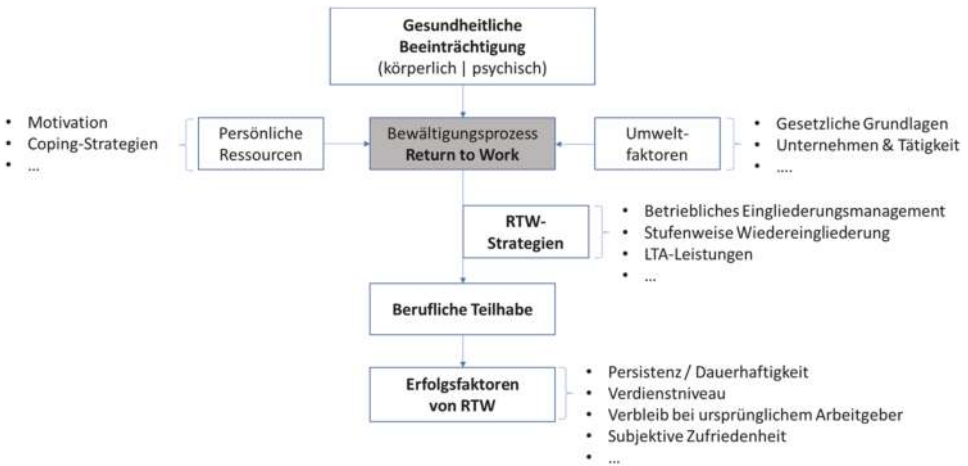 Gesundheitliche
Beeinträchtigung
(körperlich | psychisch)
• Motivation
• Coping-Strategien
• ...
Persönliche
Ressourcen
Bewältigungsprozess
Return to Work
Umwelt-
faktoren
• Gesetzliche Grundlagen
• Unternehmen & Tätigkeit
• ....
RTW-
Strategien
• Betriebliches Eingliederungsmanagement
• Stufenweise Wiedereingliederung
• LTA-Leistungen
• ...
Berufliche Teilhabe
Erfolgsfaktoren
von RTW
• Persistenz / Dauerhaftigkeit
• Verdienstniveau
• Verbleib bei ursprünglichem Arbeitgeber
• Subjektive Zufriedenheit
• ...